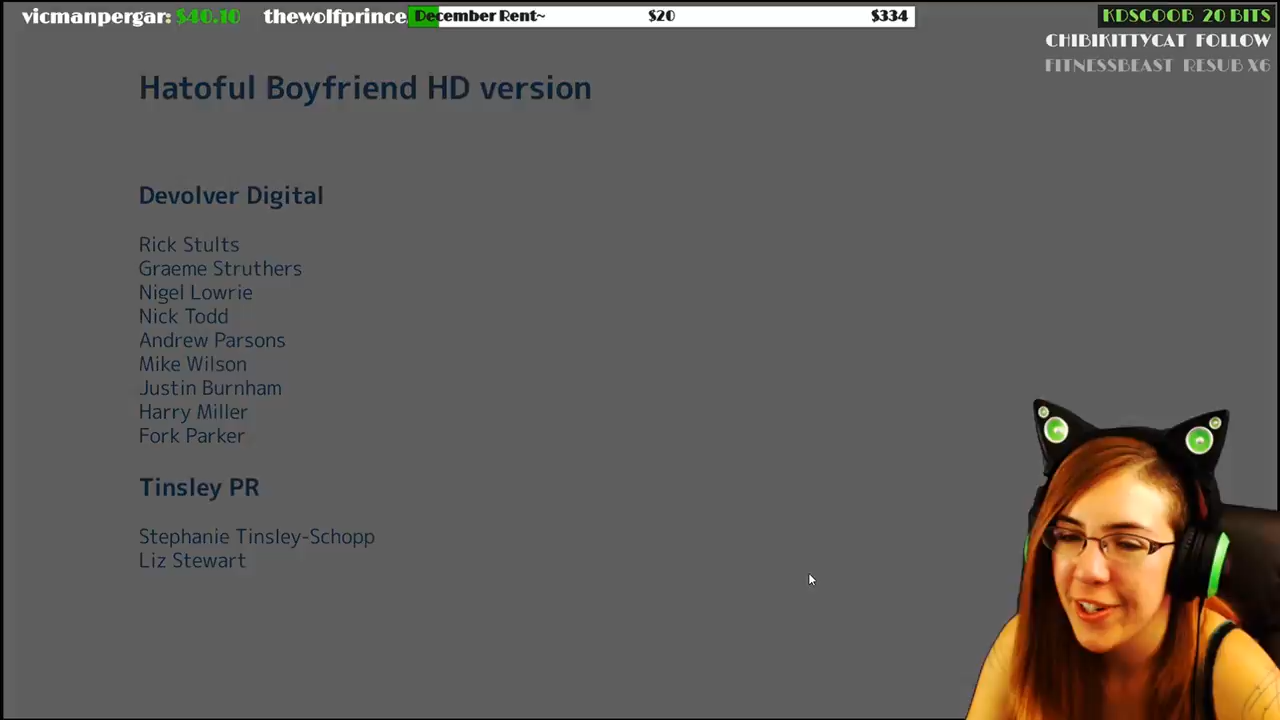 vicmanpergar: $40.10 thewolfprince
December Rent~ $20 $334
KDSCOOB 20 BITS
CHIBIKITTYCAT FOLLOW
FITNESSBEAST RESUB X6
Hatoful Boyfriend HD version
Devolver Digital
Rick Stults
Graeme Struthers
Nigel Lowrie
Nick Todd
Andrew Parsons
Mike Wilson
Justin Burnham
Harry Miller
Fork Parker
Tinsley PR
Stephanie Tinsley-Schopp
Liz Stewart